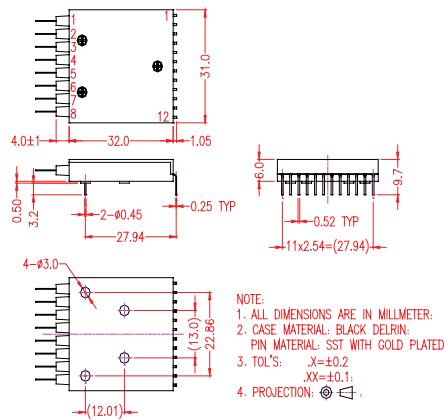 1
2
3
4
5
6
7
8
1
12
31.0
4.0±1
32.0
1.05
0.50
3.2
2-ø0.45
0.25 TYP
27.94
6.0
9.7
0.52 TYP
11x2.54=(27.94)
4-ø3.0
(13.0)
22.86
(12.01)
NOTE:
1. ALL DIMENSIONS ARE IN MILLMETER:
2. CASE MATERIAL: BLACK DELRIN:
PIN MATERIAL: SST WITH GOLD PLATED
3. TOL'S: .X=±0.2
.XX=±0.1:
4. PROJECTION: